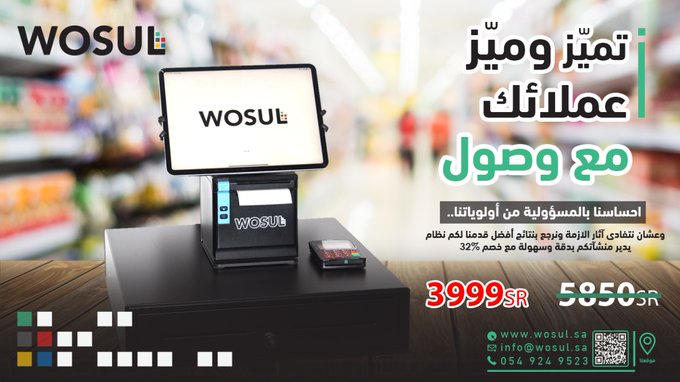 WOSUL
تميّز وميّز
عملائك
مع وصول
WOSUL
WOSUL
احساسنا بالمسؤولية من أولوياتنا..
وعشان نتفادى آثار الازمة ونرجع بنتائج أفضل قدمنا لكم نظام
يدير منشآتكم بدقة وسهولة مع خصم 32%
3999SR
5850SR
www.wosul.sa
info@wosul.sa
054 924 9523
موقعنا